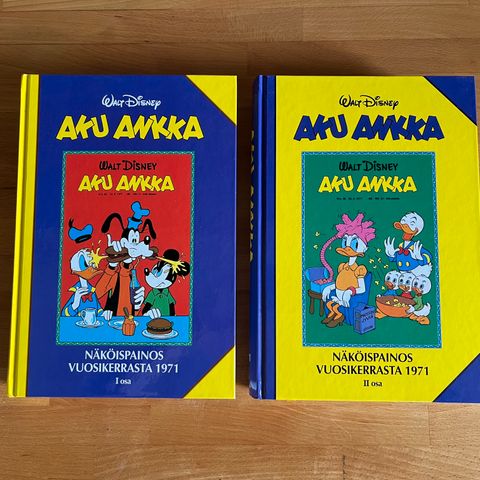 WALT DISNEY
AKU ANKKA
WALT DISNEY
AKU ANKKA
NÄKÖISPAINOS
VUOSIKERRASTA 1971
I osa
WALT DISNEY
AKU ANKKA
WALT DISNEY
AKU ANKKA
NÄKÖISPAINOS
VUOSIKERRASTA 1971
II osa